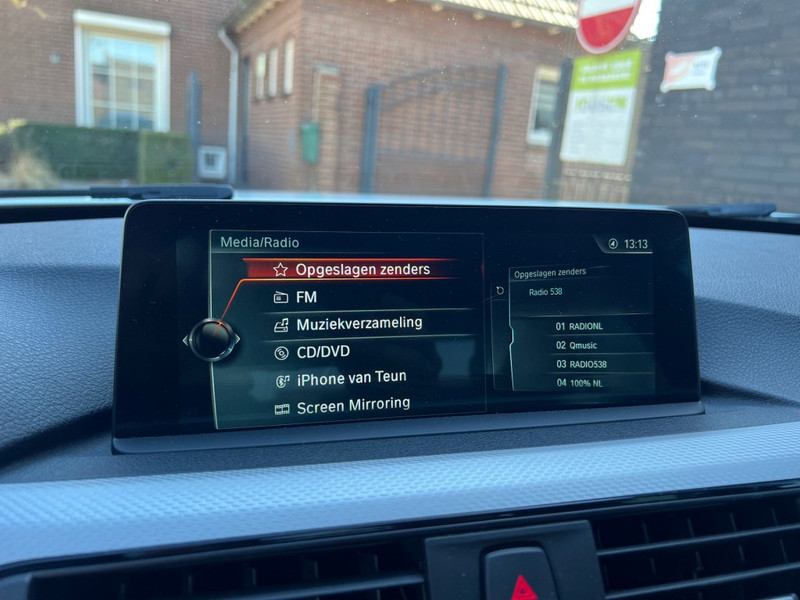 Media/Radio
13:13
Opgeslagen zenders
FM
Muziekverzameling
CD/DVD
iPhone van Teun
Screen Mirroring
Opgeslagen zenders
Radio 538
01 RADIONL
02 Qmusic
03 RADIO538
04 100% NL